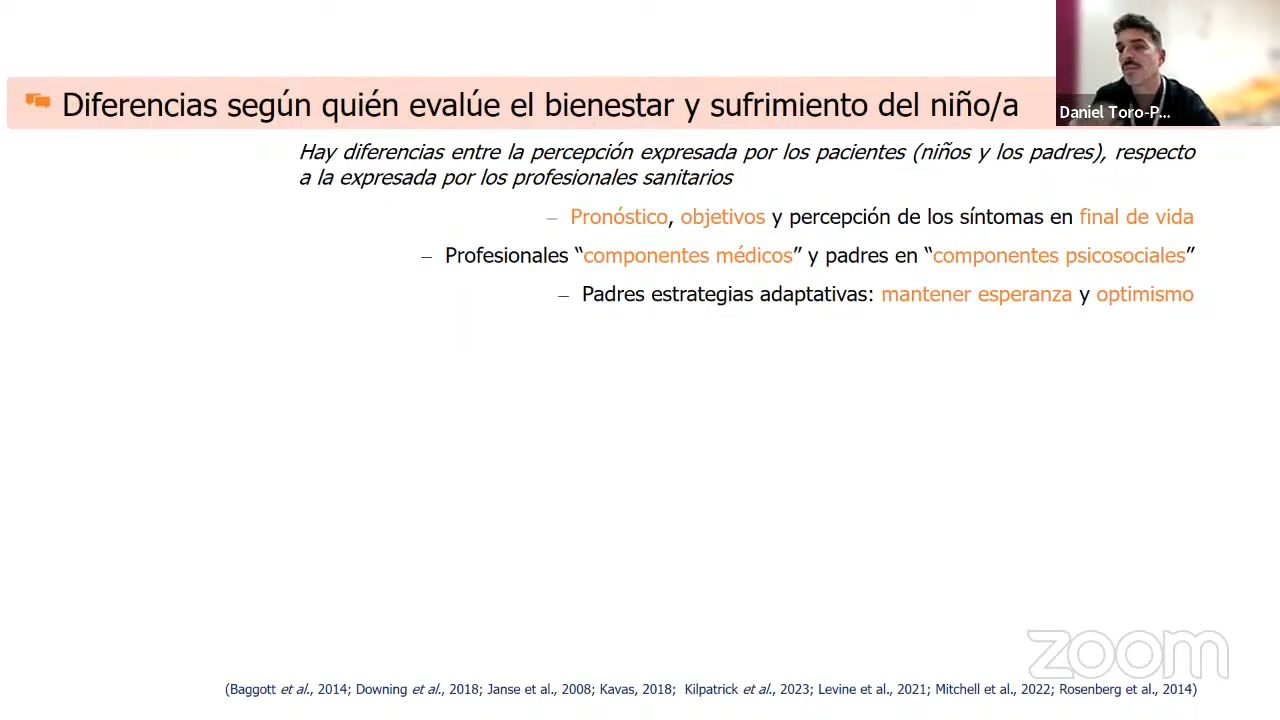 Diferencias según quién evalúe el bienestar y sufrimiento del niño/a
Daniel Toro-P...
Hay diferencias entre la percepción expresada por los pacientes (niños y los padres), respecto
a la expresada por los profesionales sanitarios
– Pronóstico, objetivos y percepción de los síntomas en final de vida
– Profesionales “componentes médicos” y padres en “componentes psicosociales”
– Padres estrategias adaptativas: mantener esperanza y optimismo
zoom
(Baggott et al., 2014; Downing et al., 2018; Janse et al., 2008; Kavas, 2018; Kilpatrick et al., 2023; Levine et al., 2021; Mitchell et al., 2022; Rosenberg et al., 2014)